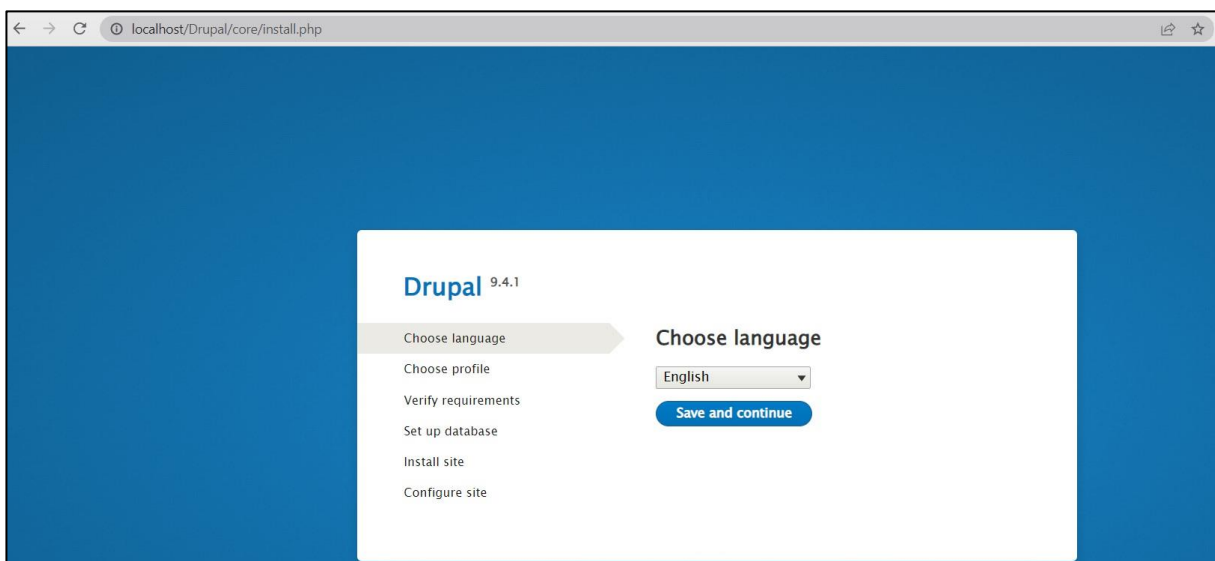 localhost/Drupal/core/install.php
Drupal 9.4.1
Choose language
Choose profile
Verify requirements
Set up database
Install site
Configure site
Choose language
English
Save and continue